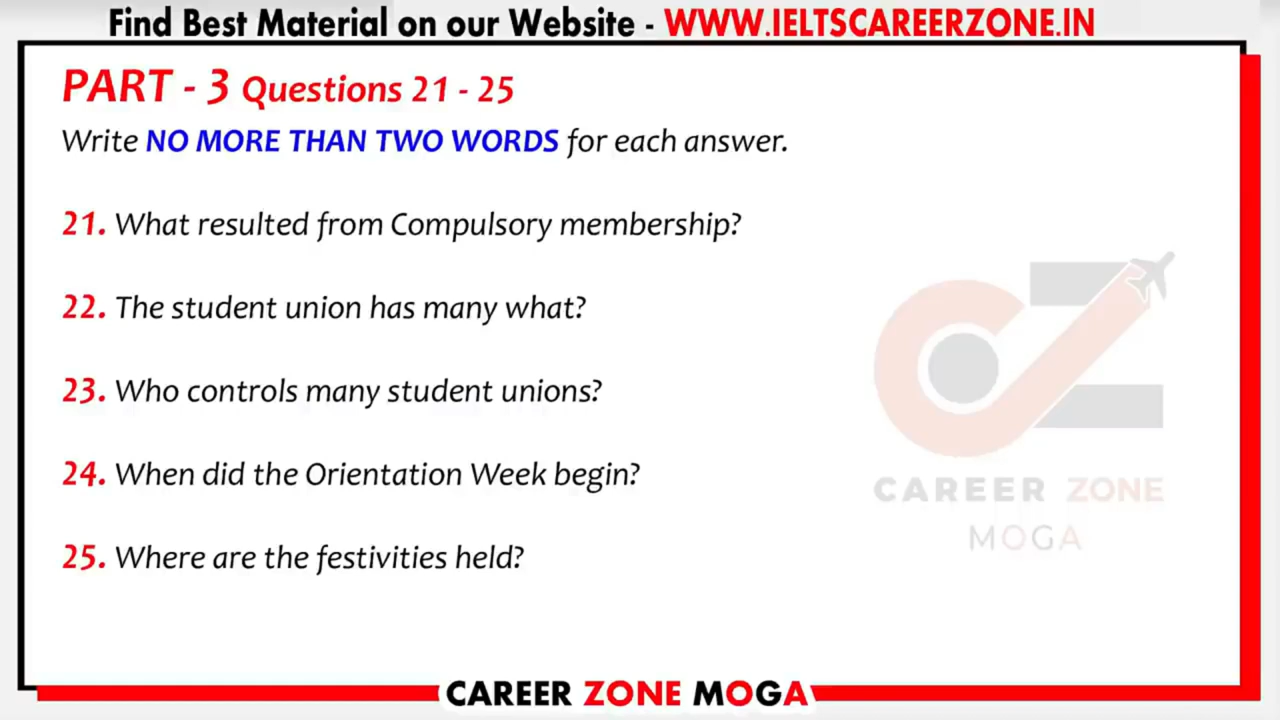 Find Best Material on our Website - WWW.IELTSCAREERZONE.IN
PART - 3 Questions 21 - 25
Write NO MORE THAN TWO WORDS for each answer.
21. What resulted from Compulsory membership?
22. The student union has many what?
23. Who controls many student unions?
24. When did the Orientation Week begin?
25. Where are the festivities held?
CAREER ZONE
MOGA
CAREER ZONE MOGA